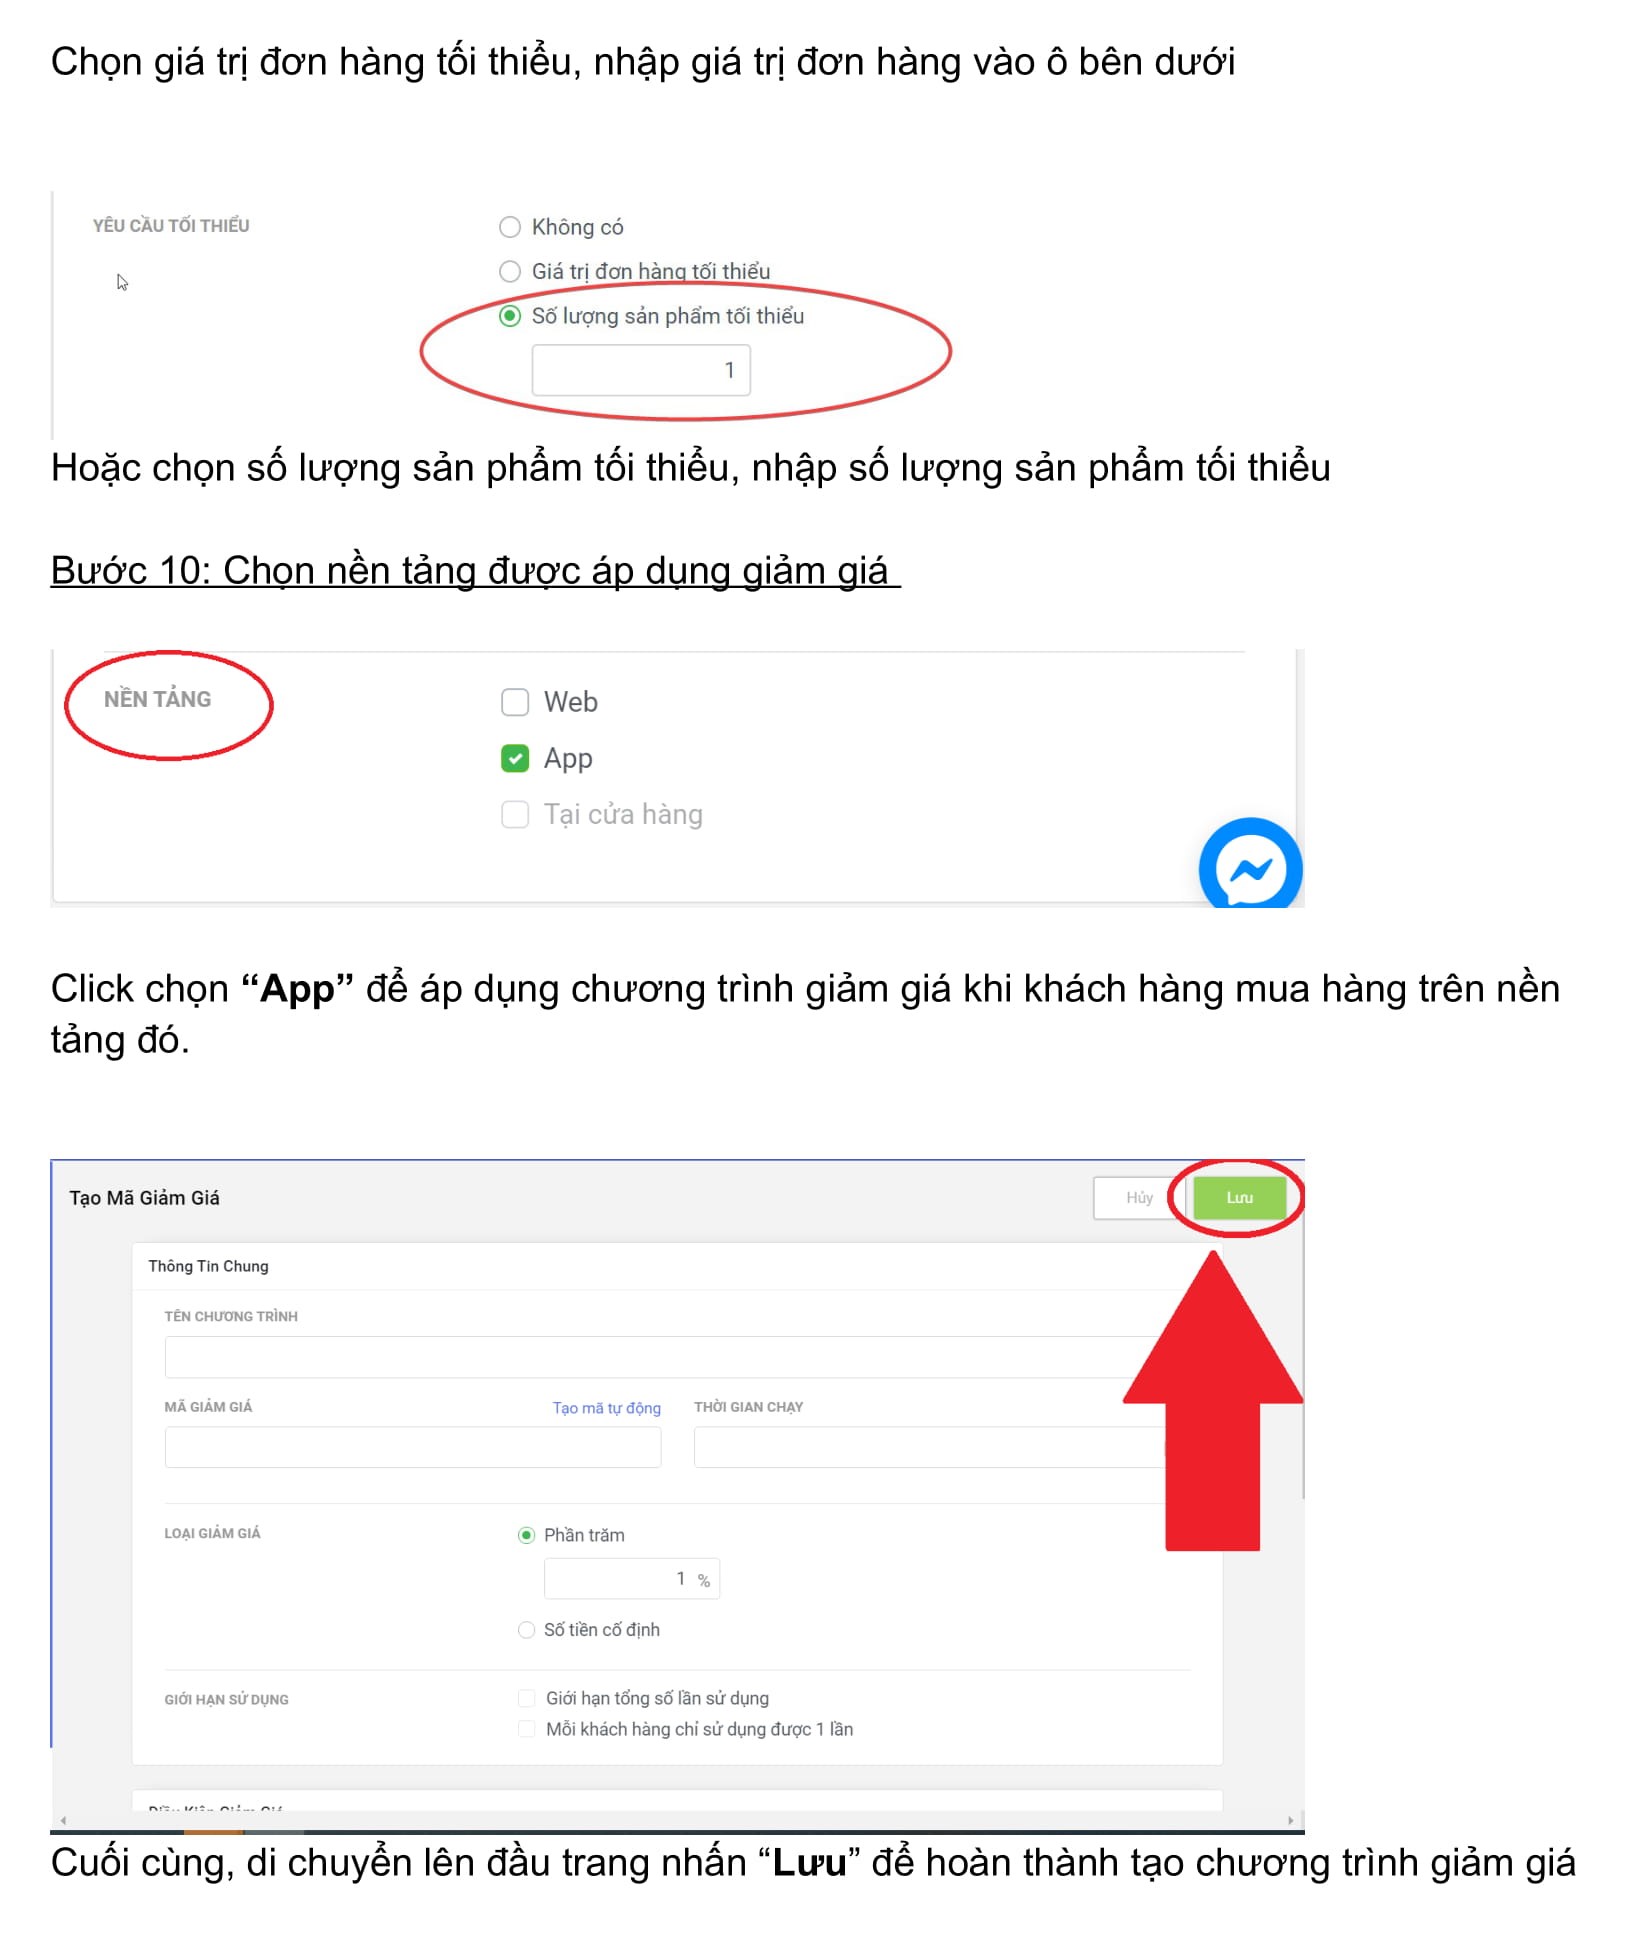 Chọn giá trị đơn hàng tối thiểu, nhập giá trị đơn hàng vào ô bên dưới
YÊU CẦU TỐI THIỂU
Không có
Giá trị đơn hàng tối thiểu
Số lượng sản phẩm tối thiểu
1
Hoặc chọn số lượng sản phẩm tối thiểu, nhập số lượng sản phẩm tối thiểu
Bước 10: Chọn nền tảng được áp dụng giảm giá
NỀN TẢNG
Web
App
Tại cửa hàng
Click chọn “App” để áp dụng chương trình giảm giá khi khách hàng mua hàng trên nền
tảng đó.
Tạo Mã Giảm Giá
Hủy
Lưu
Thông Tin Chung
TÊN CHƯƠNG TRÌNH
MÃ GIẢM GIÁ
Tạo mã tự động
THỜI GIAN CHẠY
LOẠI GIẢM GIÁ
Phần trăm
1 %
Số tiền cố định
GIỚI HẠN SỬ DỤNG
Giới hạn tổng số lần sử dụng
Mỗi khách hàng chỉ sử dụng được 1 lần
Điều Kiện Giảm Giá
Cuối cùng, di chuyển lên đầu trang nhấn “Lưu” để hoàn thành tạo chương trình giảm giá